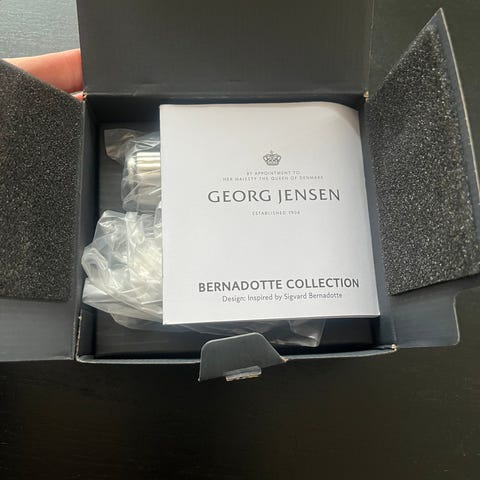 BY APPOINTMENT TO
HER MAJESTY THE QUEEN OF DENMARK
GEORG JENSEN
ESTABLISHED 1904
BERNADOTTE COLLECTION
Design: Inspired by Sigvard Bernadotte